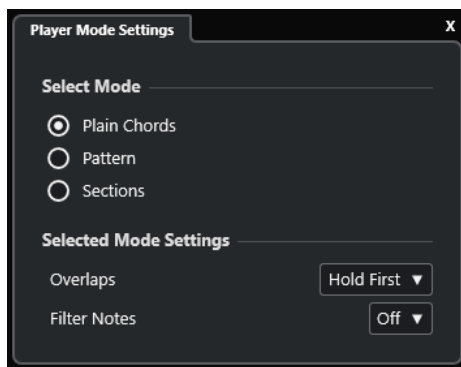 Player Mode Settings X
Select Mode
Plain Chords
Pattern
Sections
Selected Mode Settings
Overlaps Hold First ▼
Filter Notes Off ▼